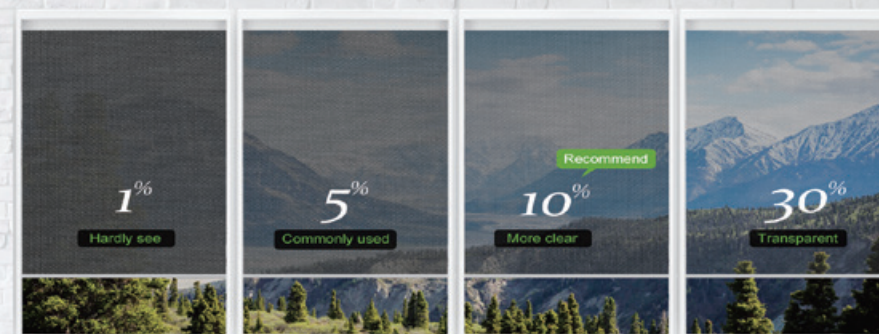 Recommend
1%
5%
10%
30%
Hardly see
Commonly used
More clear
Transparent